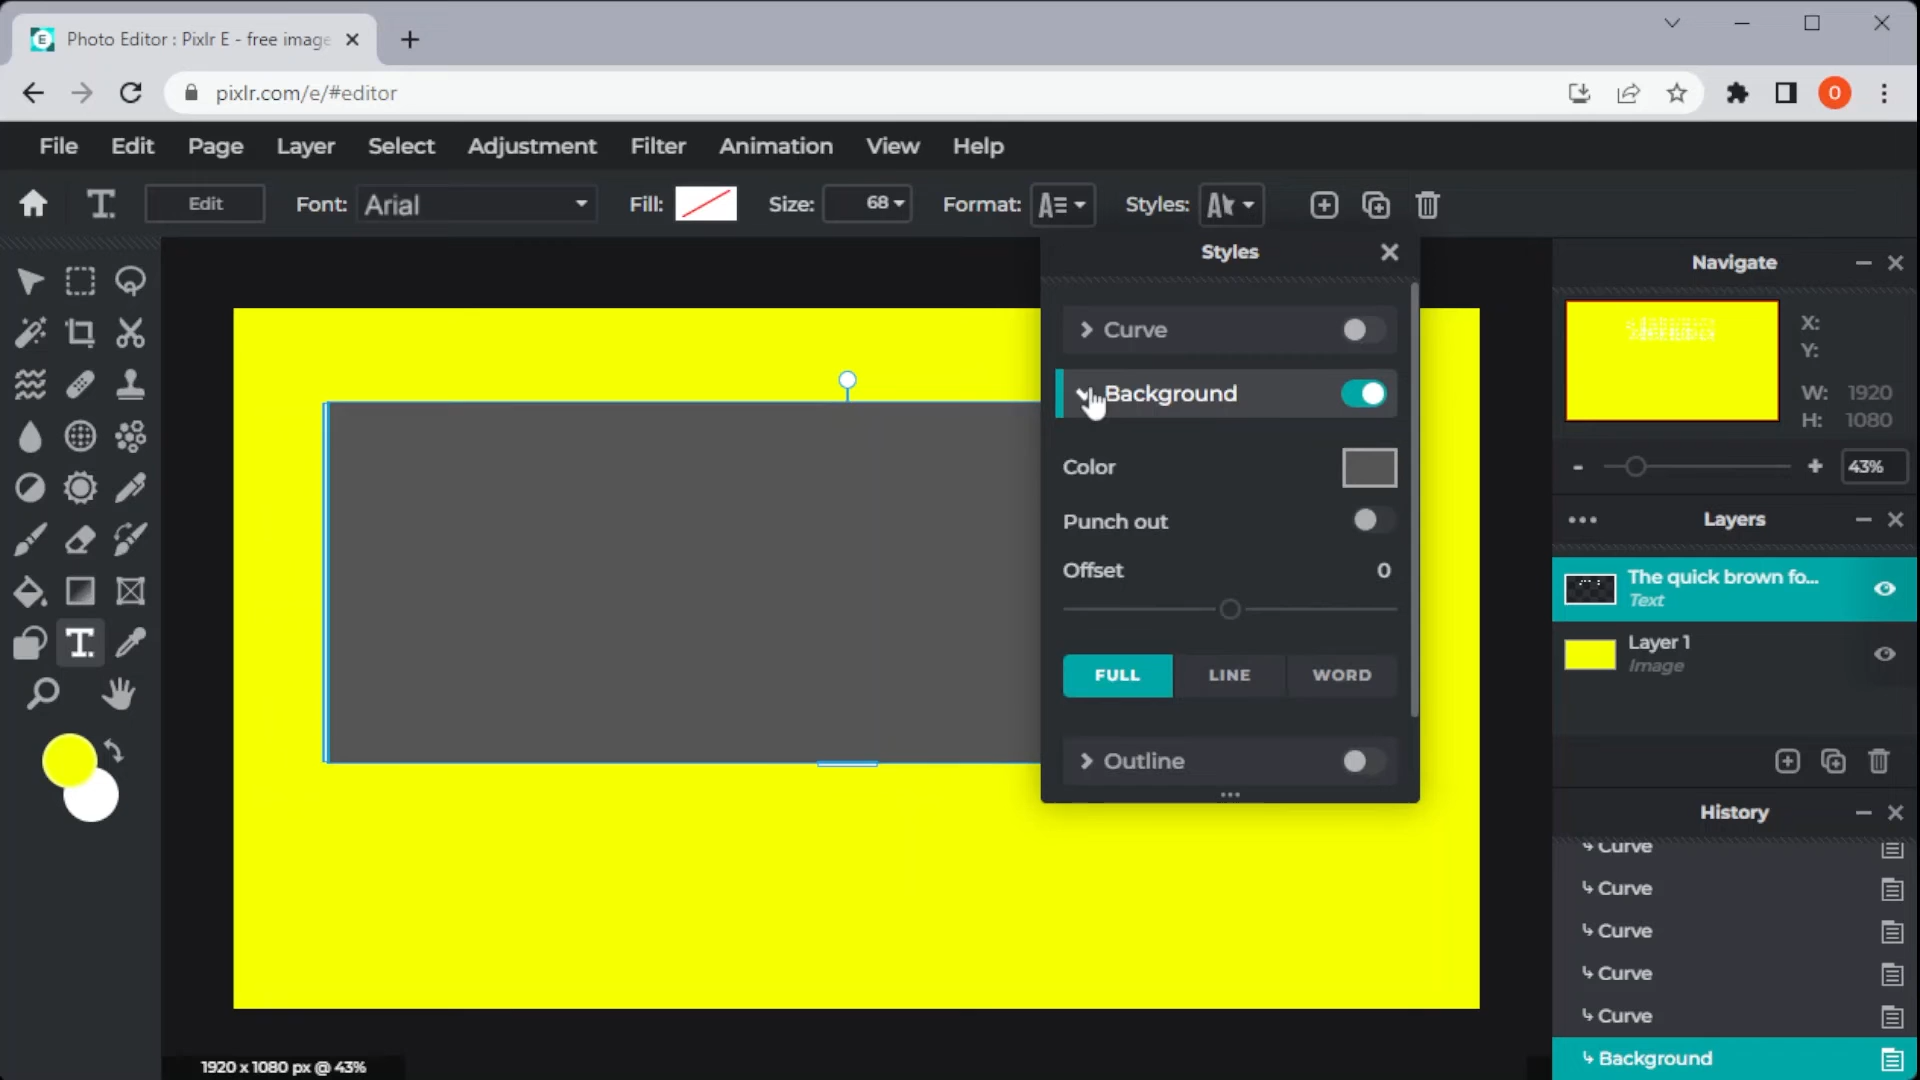 Photo Editor : Pixlr E - free image
pixlr.com/e/#editor
O
File Edit Page Layer Select Adjustment Filter Animation View Help
T. Edit Font: Arial Fill: Size: 68 Format: A Styles: A
Styles
Curve
Background
Color
Punch out
Offset 0
FULL LINE WORD
Outline
Navigate
X:
Y:
W: 1920
H: 1080
- + 43%
Layers
The quick brown fo...
Text
Layer 1
Image
History
Curve
Curve
Curve
Curve
Curve
Background
T.
1920 x 1080 px @ 43%